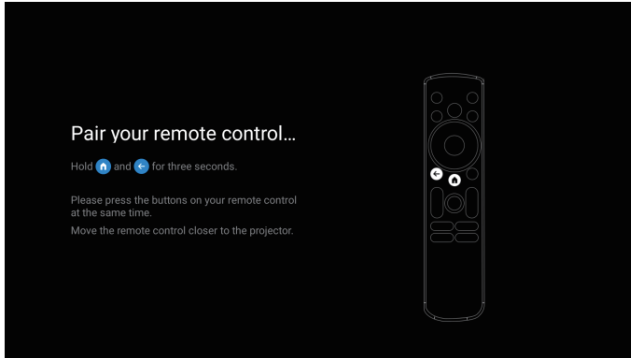 Pair your remote control...
Hold and for three seconds.
Please press the buttons on your remote control
at the same time.
Move the remote control closer to the projector.